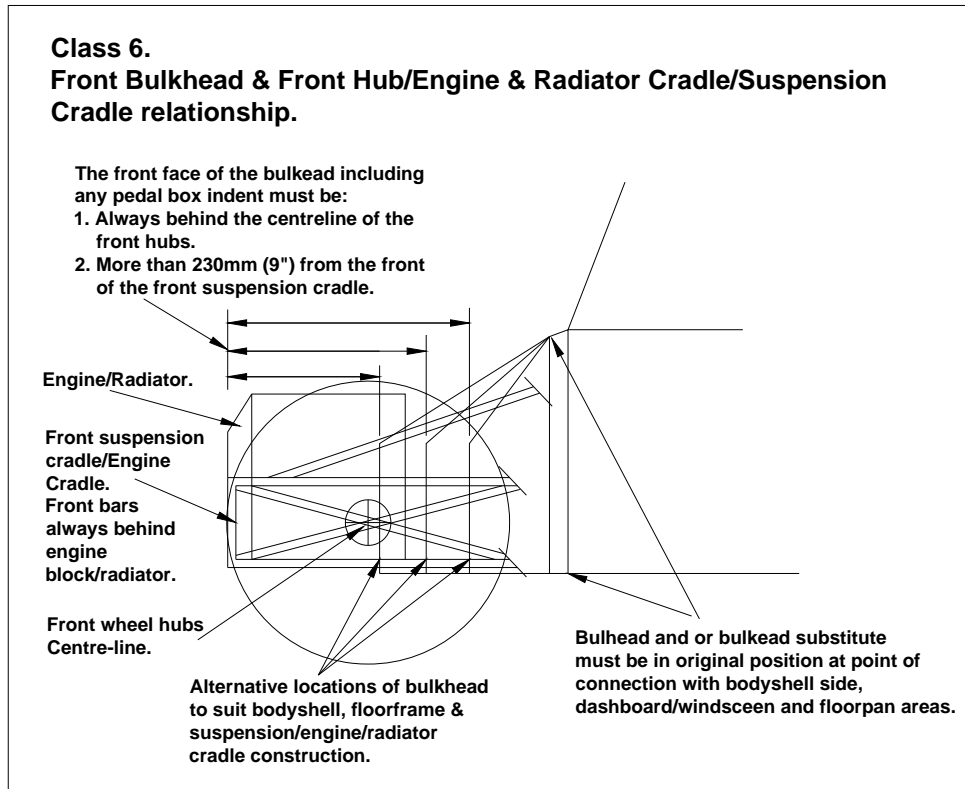 Class 6.
Front Bulkhead & Front Hub/Engine & Radiator Cradle/Suspension
Cradle relationship.
The front face of the bulkead including
any pedal box indent must be:
1. Always behind the centreline of the
front hubs.
2. More than 230mm (9") from the front
of the front suspension cradle.
Engine/Radiator.
Front suspension
cradle/Engine
Cradle.
Front bars
always behind
engine
block/radiator.
Front wheel hubs
Centre-line.
Alternative locations of bulkhead
to suit bodyshell, floorframe &
suspension/engine/radiator
cradle construction.
Bulhead and or bulkead substitute
must be in original position at point of
connection with bodyshell side,
dashboard/windsceen and floorpan areas.